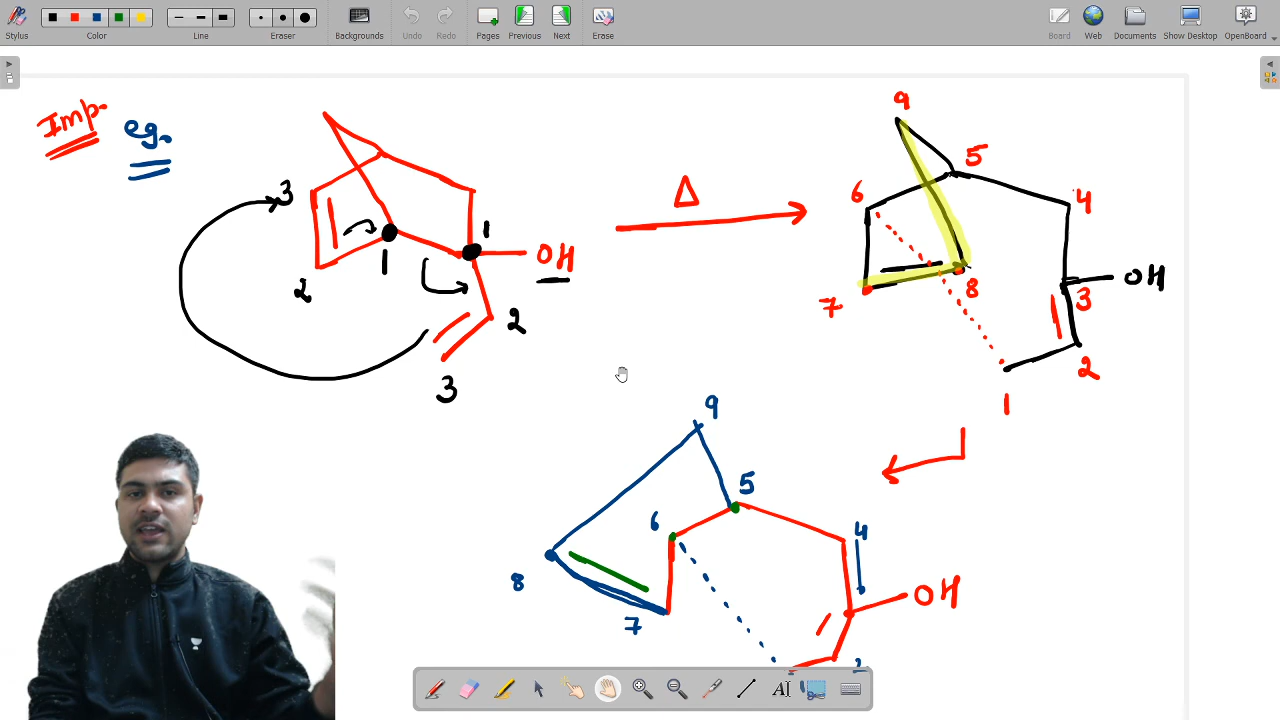 Stylus
Color
Line
Eraser
Backgrounds
Undo
Redo
Pages
Previous
Next
Erase
Board
Web
Documents
Show Desktop
OpenBoard
Imp.
eg.
3
2
1
1
OH
2
3
Δ
9
5
6
4
7
8
3
OH
2
1
9
5
6
4
8
7
OH
AI